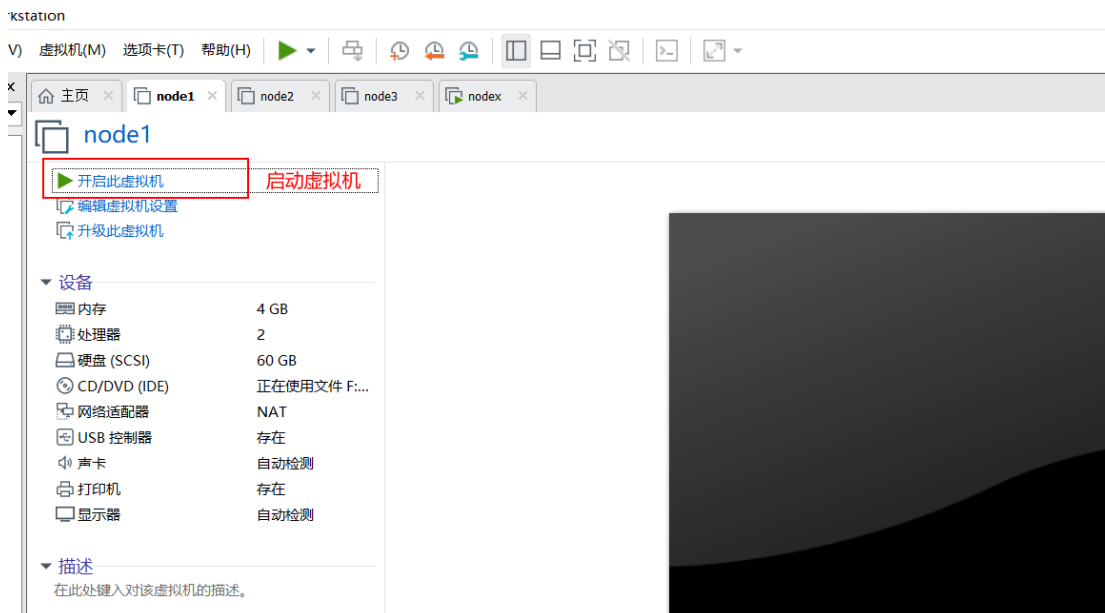 rkstation
V) 虚拟机(M) 选项卡(T) 帮助(H)
主页 node1 node2 node3 nodex
node1
开启此虚拟机 启动虚拟机
编辑虚拟机设置
升级此虚拟机
设备
内存 4 GB
处理器 2
硬盘 (SCSI) 60 GB
CD/DVD (IDE) 正在使用文件 F:...
网络适配器 NAT
USB 控制器 存在
声卡 自动检测
打印机 存在
显示器 自动检测
描述
在此处键入对该虚拟机的描述。